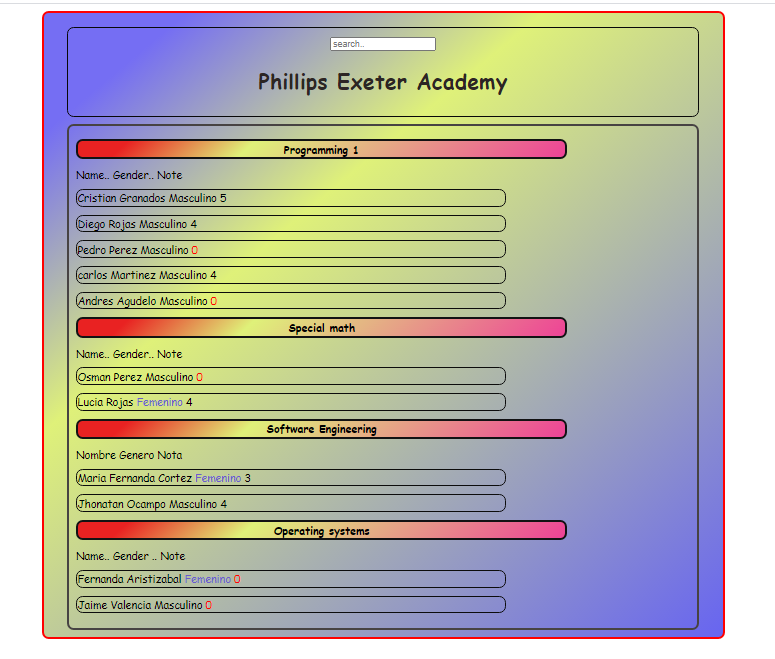 search..
Phillips Exeter Academy
Programming 1
Name.. Gender.. Note
Cristian Granados Masculino 5
Diego Rojas Masculino 4
Pedro Perez Masculino 0
carlos Martinez Masculino 4
Andres Agudelo Masculino 0
Special math
Name.. Gender.. Note
Osman Perez Masculino 0
Lucia Rojas Femenino 4
Software Engineering
Nombre Genero Nota
Maria Fernanda Cortez Femenino 3
Jhonatan Ocampo Masculino 4
Operating systems
Name.. Gender .. Note
Fernanda Aristizabal Femenino 0
Jaime Valencia Masculino 0